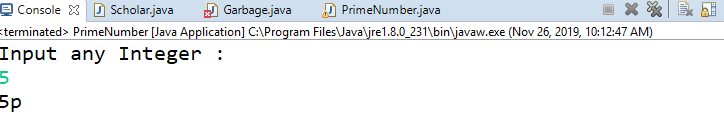 Console Scholar.java Garbage.java PrimeNumber.java
<terminated> PrimeNumber [Java Application] C:\Program Files\Java\jre1.8.0_231\bin\javaw.exe (Nov 26, 2019, 10:12:47 AM)
Input any Integer :
5
5p